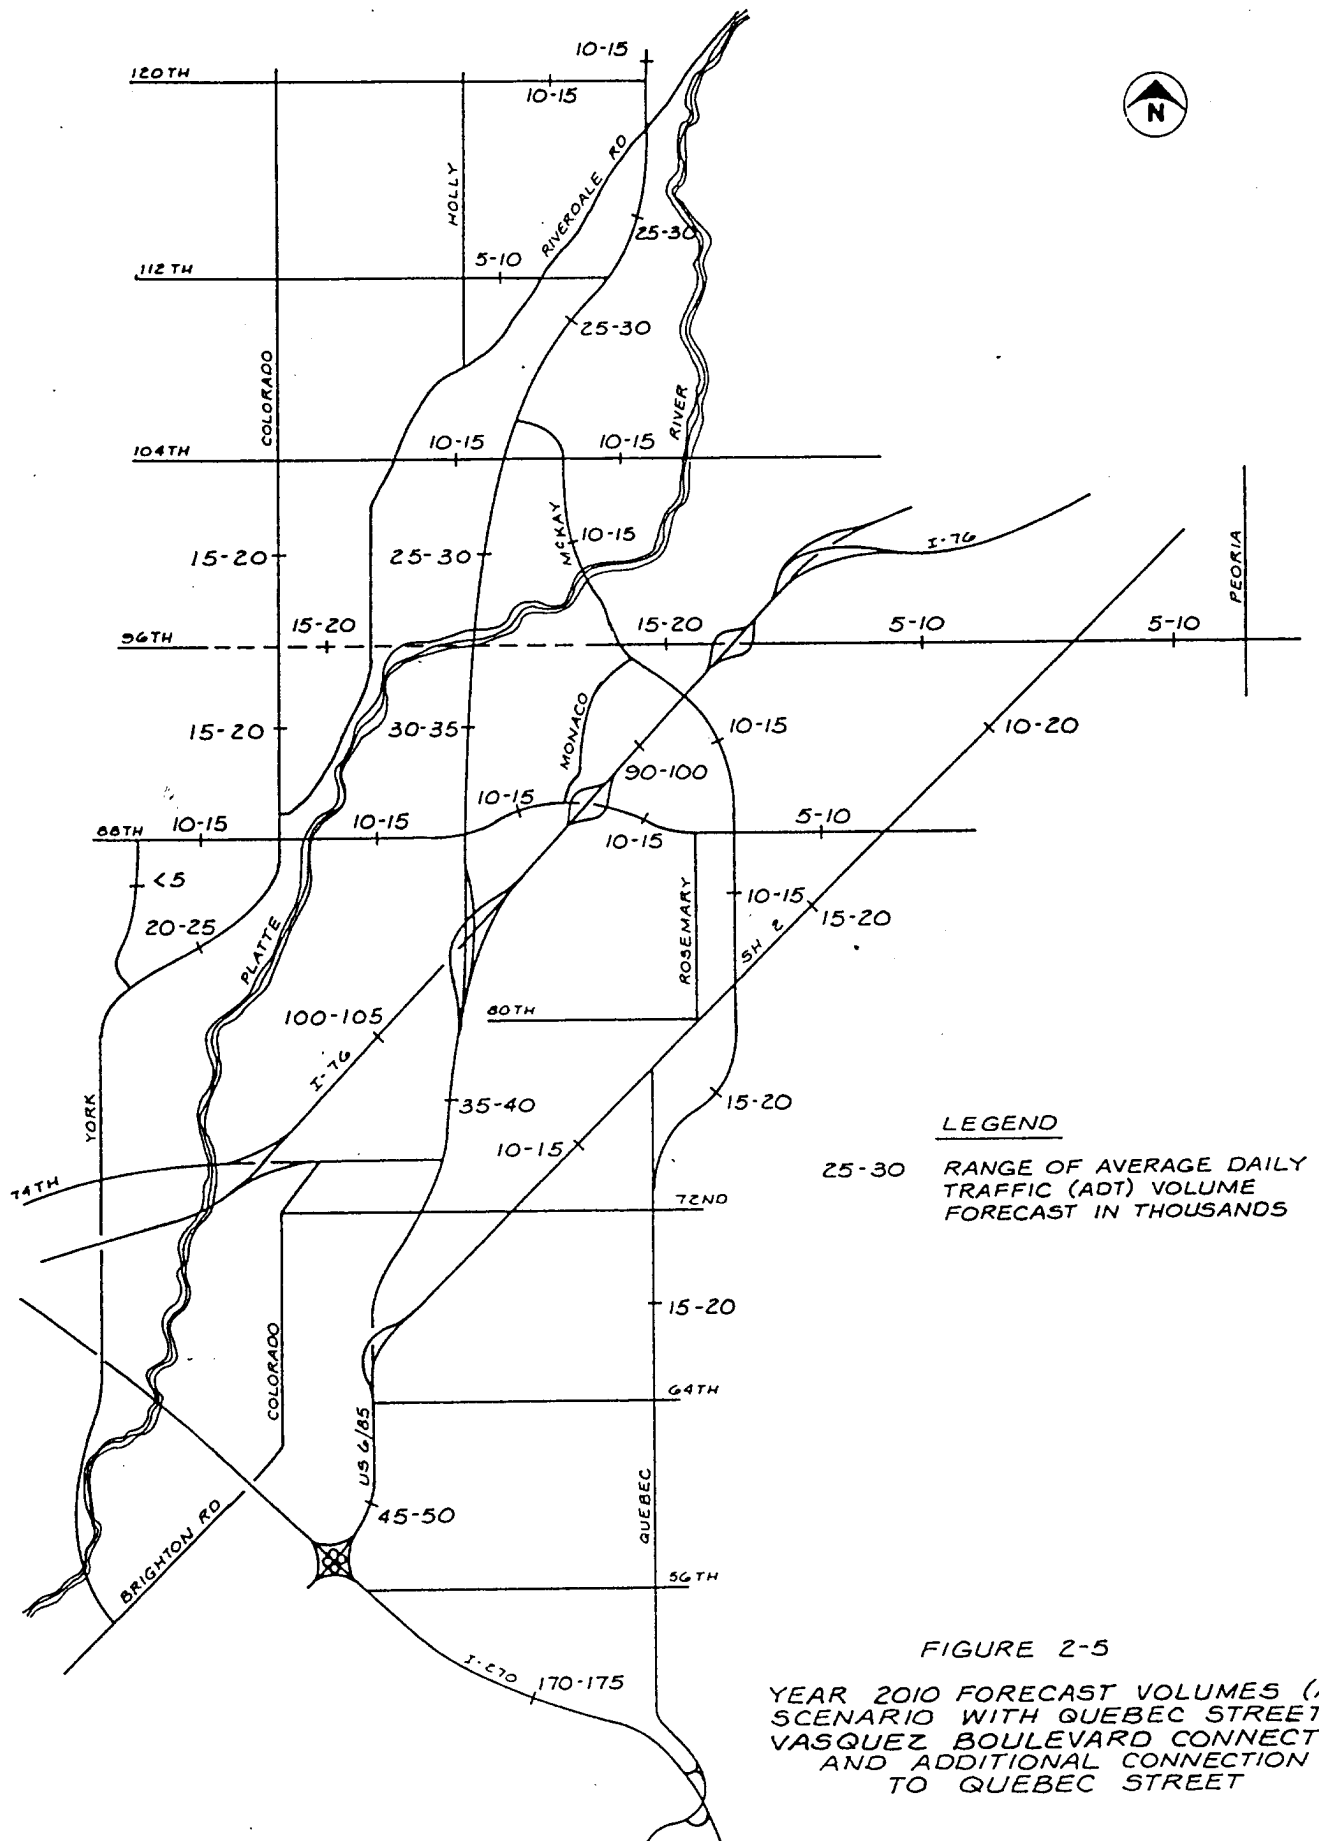 10-15
120TH
10-15
N
HOLLY
RIVERDALE RD
25-30
112TH
5-10
25-30
COLORADO
RIVER
104TH
10-15
10-15
MCKAY
15-20
25-30
10-15
I-76
PEORIA
96TH
15-20
15-20
5-10
5-10
15-20
30-35
MONACO
10-15
10-20
90-100
10-15
88TH
10-15
10-15
10-15
5-10
<5
20-25
PLATTE
ROSEMARY
10-15
15-20
SH 2
100-105
80TH
I-76
YORK
35-40
15-20
10-15
LEGEND
25-30 RANGE OF AVERAGE DAILY
TRAFFIC (ADT) VOLUME
FORECAST IN THOUSANDS
74TH
72ND
15-20
COLORADO
64TH
US 6/85
45-50
QUEBEC
BRIGHTON RD
56TH
I-270
170-175
FIGURE 2-5
YEAR 2010 FORECAST VOLUMES (
SCENARIO WITH QUEBEC STREET
VASQUEZ BOULEVARD CONNECT
AND ADDITIONAL CONNECTION
TO QUEBEC STREET